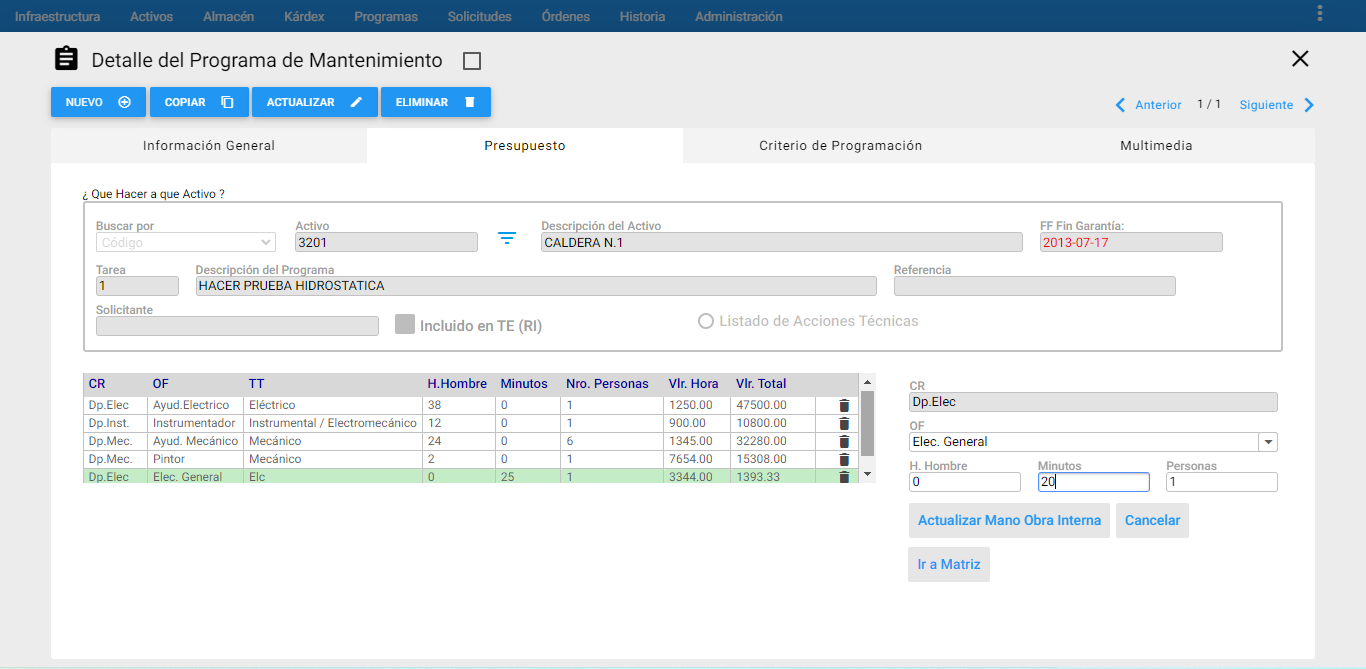 Infraestructura Activos Almacén Kárdex Programas Solicitudes Órdenes Historia Administración
Detalle del Programa de Mantenimiento
NUEVO COPIAR ACTUALIZAR ELIMINAR
Anterior 1 / 1 Siguiente
Información General Presupuesto Criterio de Programación Multimedia
¿ Que Hacer a que Activo ?
Buscar por Activo Descripción del Activo FF Fin Garantía:
Código 3201 CALDERA N.1 2013-07-17
Tarea Descripción del Programa Referencia
1 HACER PRUEBA HIDROSTATICA
Solicitante
Incluido en TE (RI) Listado de Acciones Técnicas
CR OF TT H.Hombre Minutos Nro. Personas Vlr. Hora Vlr. Total
Dp.Elec Ayud.Electrico Eléctrico 38 0 1 1250.00 47500.00
Dp.Inst. Instrumentador Instrumental / Electromecánico 12 0 1 900.00 10800.00
Dp.Mec. Ayud. Mecánico Mecánico 24 0 6 1345.00 32280.00
Dp.Mec. Pintor Mecánico 2 0 1 7654.00 15308.00
Dp.Elec Elec. General Elc 0 25 1 3344.00 1393.33
CR
Dp.Elec
OF
Elec. General
H. Hombre Minutos Personas
0 20 1
Actualizar Mano Obra Interna Cancelar
Ir a Matriz